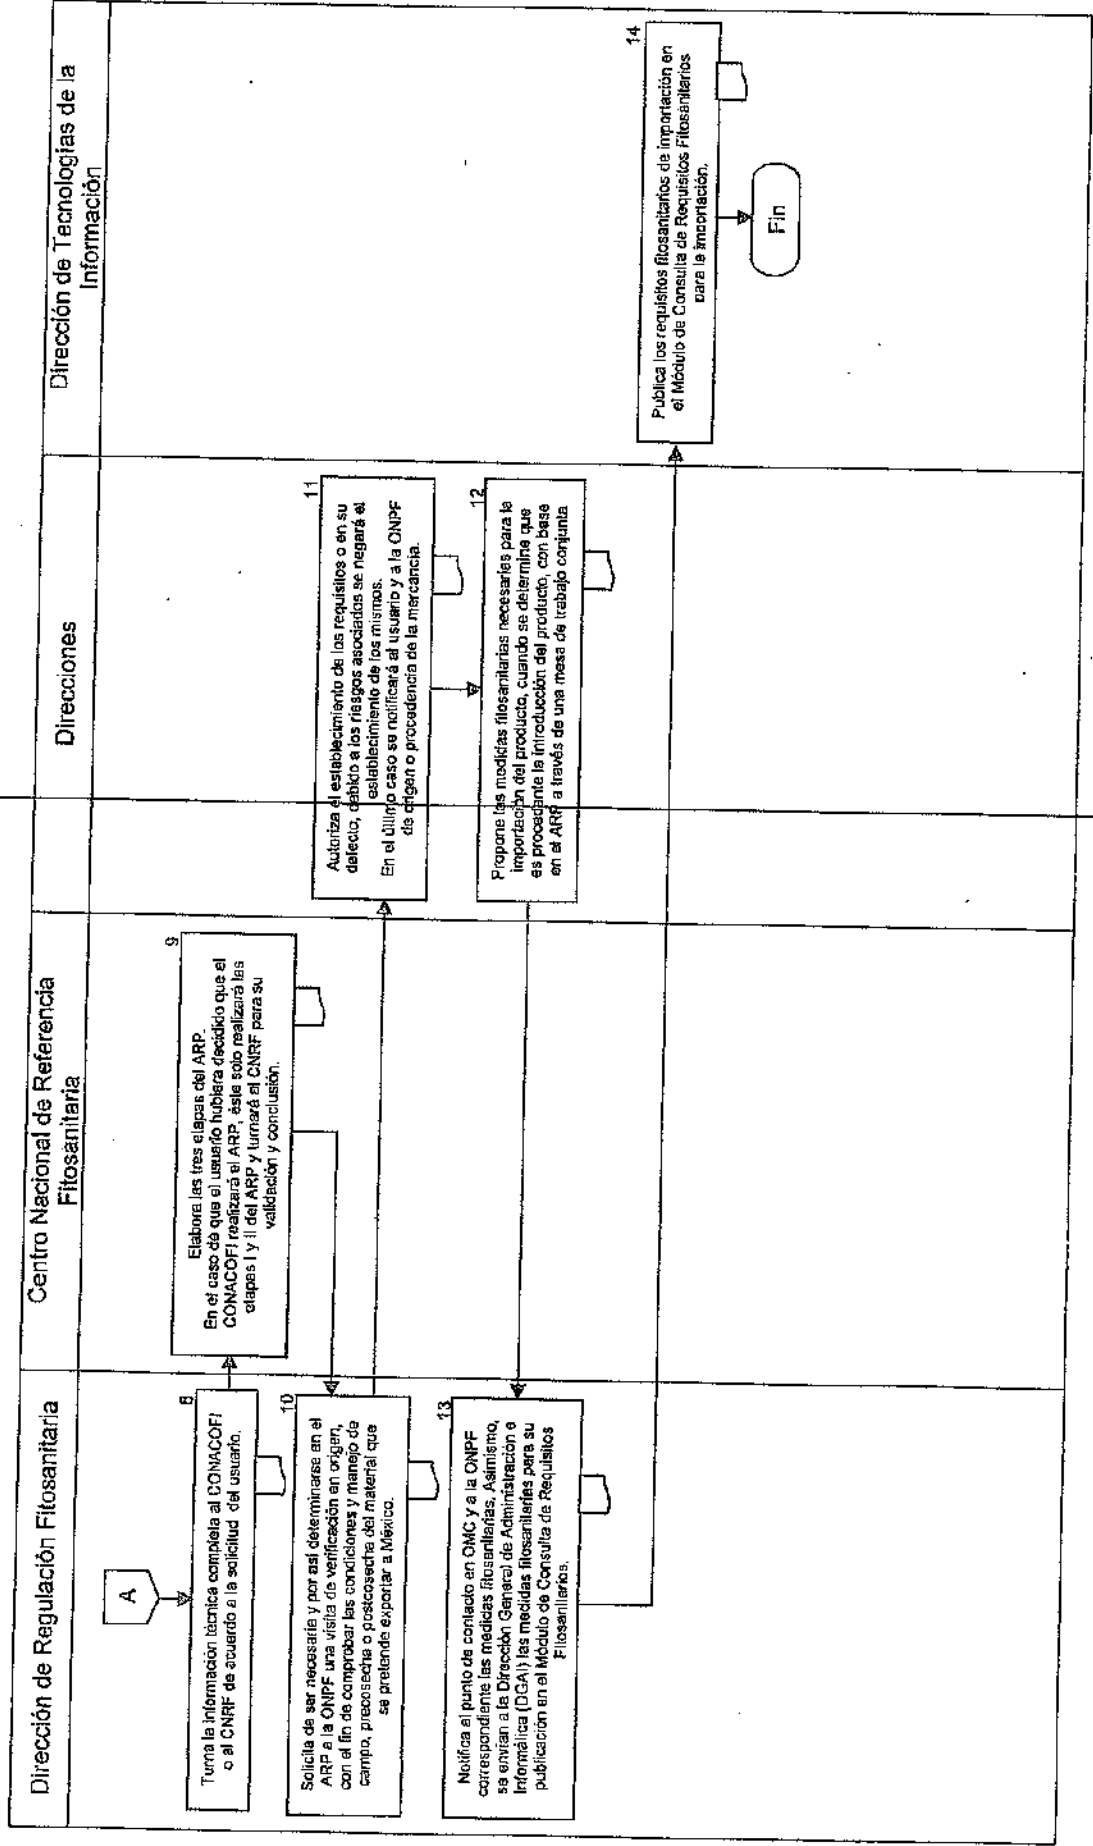 Dirección de Regulación Fitosanitaria
Centro Nacional de Referencia
Fitosanitaria
Direcciones
Dirección de Tecnologías de la
Información
A
8
Turna la información técnica completa al CONACOFI
o al CNRF de acuerdo a la solicitud del usuario.
9
Elabora las tres etapas del ARP.
En el caso de que el usuario hubiera decidido que el
CONACOFI realizará el ARP, éste solo realizará las
etapas I y II del ARP y turnará al CNRF para su
validación y conclusión.
10
Solicita de ser necesario y por así determinarse en el
ARP a la ONPF una visita de verificación en origen,
con el fin de comprobar las condiciones y manejo de
campo, precosecha o postcosecha del material que
se pretende exportar a México.
11
Autoriza el establecimiento de los requisitos o en su
defecto, debido a los riesgos asociados se negará el
establecimiento de los mismos.
En el último caso se notificará al usuario y a la ONPF
de origen o procedencia de la mercancía.
12
Propone las medidas fitosanitarias necesarias para la
importación del producto, cuando se determine que
es procedente la introducción del producto, con base
en el ARP a través de una mesa de trabajo conjunta
13
Notifica al punto de contacto en OMC y a la ONPF
correspondiente las medidas fitosanitarias. Asimismo,
se envían a la Dirección General de Administración e
Informática (DGAI) las medidas fitosanitarias para su
publicación en el Módulo de Consulta de Requisitos
Fitosanitarios.
14
Publica los requisitos fitosanitarios de importación en
el Módulo de Consulta de Requisitos Fitosanitarios
para la importación.
Fin